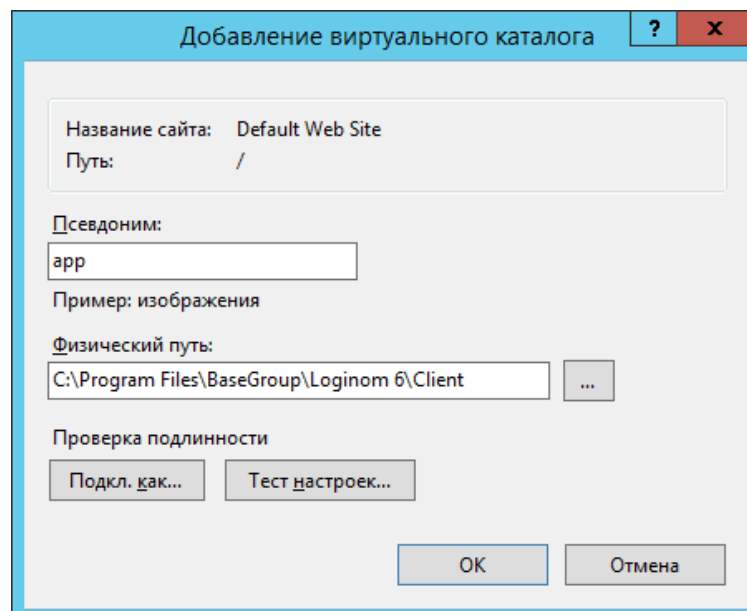 Добавление виртуального каталога
? x
Название сайта: Default Web Site
Путь: /
Псевдоним:
app
Пример: изображения
Физический путь:
C:\Program Files\BaseGroup\Loginom 6\Client
...
Проверка подлинности
Подкл. как... Тест настроек...
OK Отмена